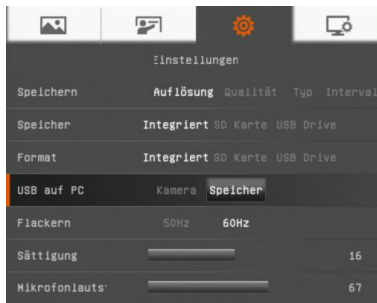 Einstellungen
Speichern Auflösung Qualität Typ Interval
Speicher Integriert SD Karte USB Drive
Format Integriert SD Karte USB Drive
USB auf PC Kamera Speicher
Flackern 50Hz 60Hz
Sättigung 16
Mikrofonlauts 67